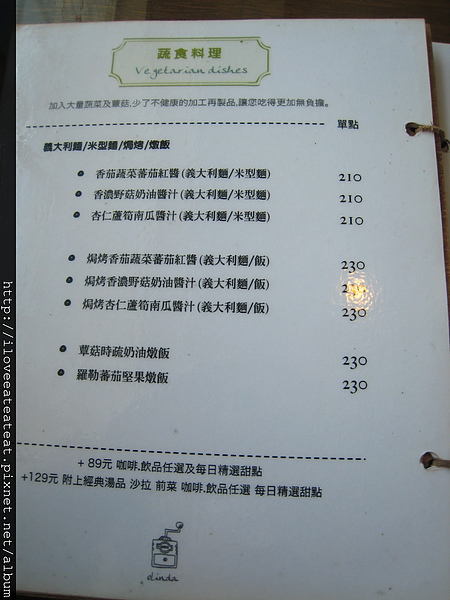 蔬食料理
Vegetarian dishes
加入大量蔬菜及蕈菇,少了不健康的加工再製品,讓您吃得更加無負擔。
單點
義大利麵/米型麵/焗烤/燉飯
香茄蔬菜蕃茄紅醬(義大利麵/米型麵) 210
香濃野菇奶油醬汁(義大利麵/米型麵) 210
杏仁蘆筍南瓜醬汁(義大利麵/米型麵) 210
焗烤香茄蔬菜蕃茄紅醬(義大利麵/飯) 230
焗烤香濃野菇奶油醬汁(義大利麵/飯) 230
焗烤杏仁蘆筍南瓜醬汁(義大利麵/飯) 230
蕈菇時蔬奶油燉飯 230
羅勒蕃茄堅果燉飯 230
+ 89元 咖啡.飲品任選及每日精選甜點
+129元 附上經典湯品 沙拉 前菜 咖啡.飲品任選 每日精選甜點
dinda
http://iloveeateateat.pixnet.net/album